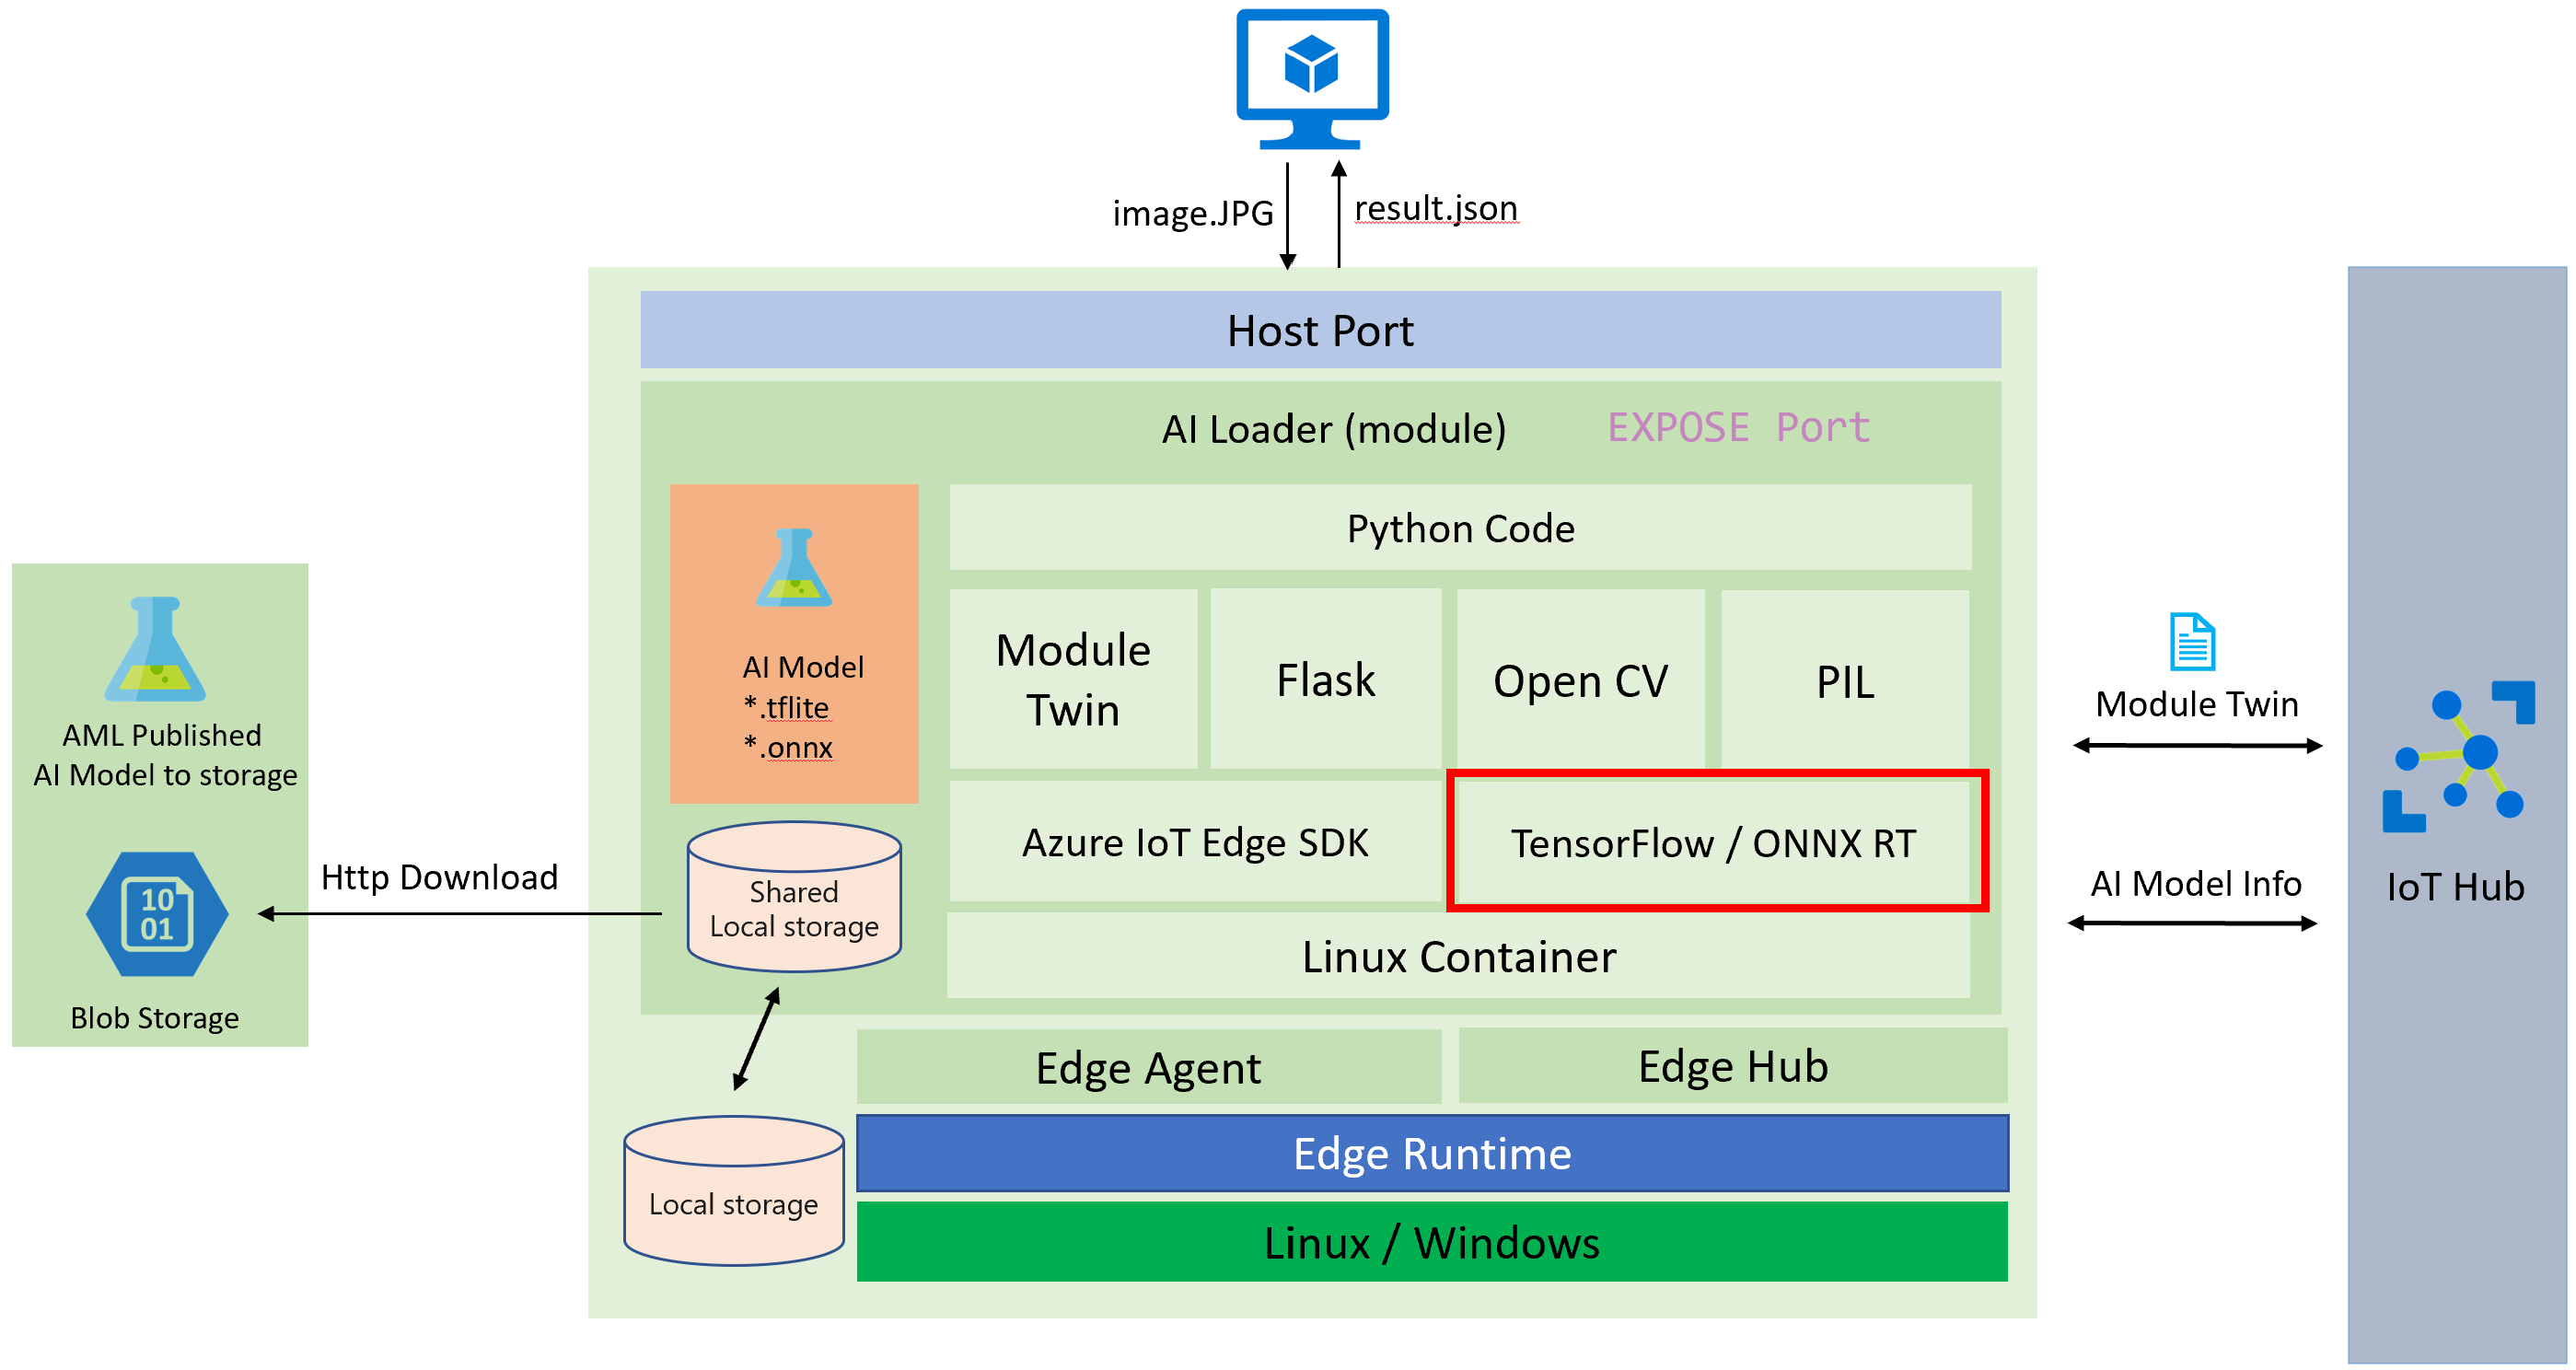 image.JPG
result.json
Host Port
AI Loader (module)
EXPOSE Port
AI Model
*.tflite
*.onnx
Python Code
Module
Twin
Flask
Open CV
PIL
Azure IoT Edge SDK
TensorFlow / ONNX RT
Linux Container
Shared
Local storage
Edge Agent
Edge Hub
Edge Runtime
Linux / Windows
Local storage
AML Published
AI Model to storage
10
01
Blob Storage
Http Download
Module Twin
AI Model Info
IoT Hub